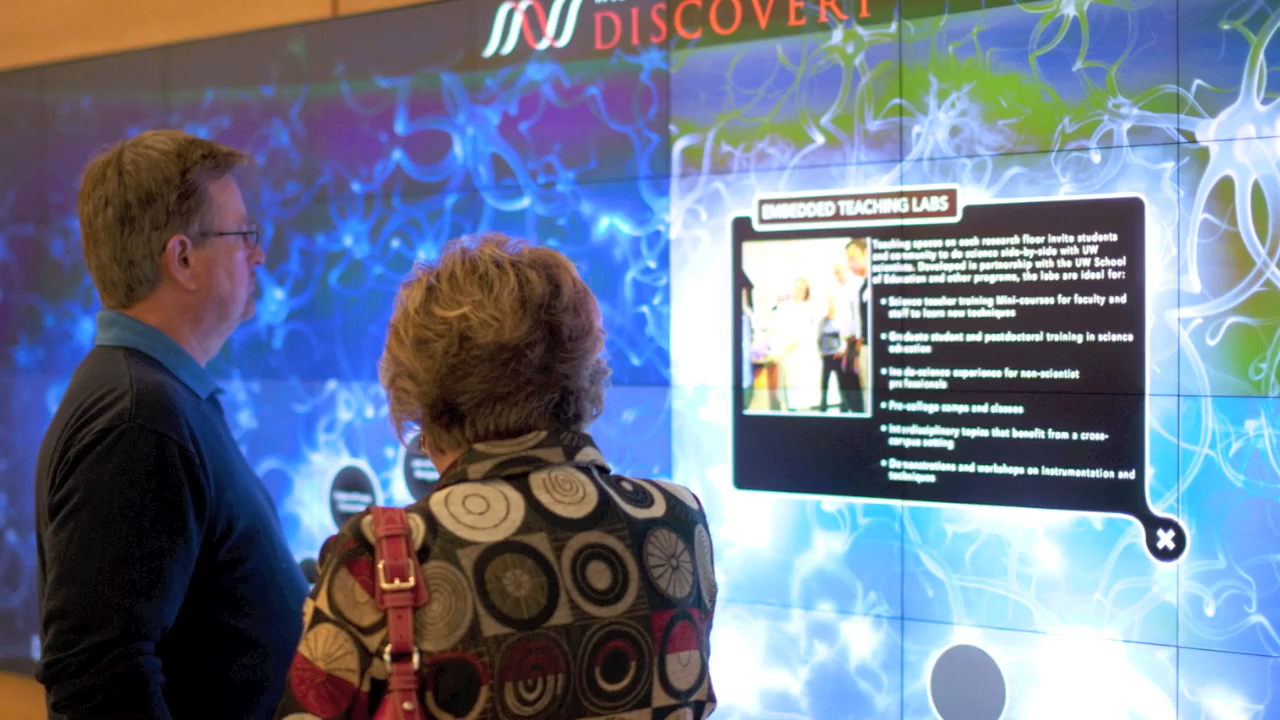 DISCOVERY
EMBEDDED TEACHING LABS
Teaching spaces on each research floor invite students
and community to do science side-by-side with UW
scientists. Developed in partnership with the UW School
of Education and other programs, the labs are ideal for:
• Science teacher training Mini-courses for faculty and
staff to learn new techniques
• Graduate student and postdoctoral training in science
education
• Inside-science experience for non-scientist
professionals
• Pre-college camps and classes
• Interdisciplinary topics that benefit from a cross-
campus setting
• Demonstrations and workshops on instrumentation and
techniques